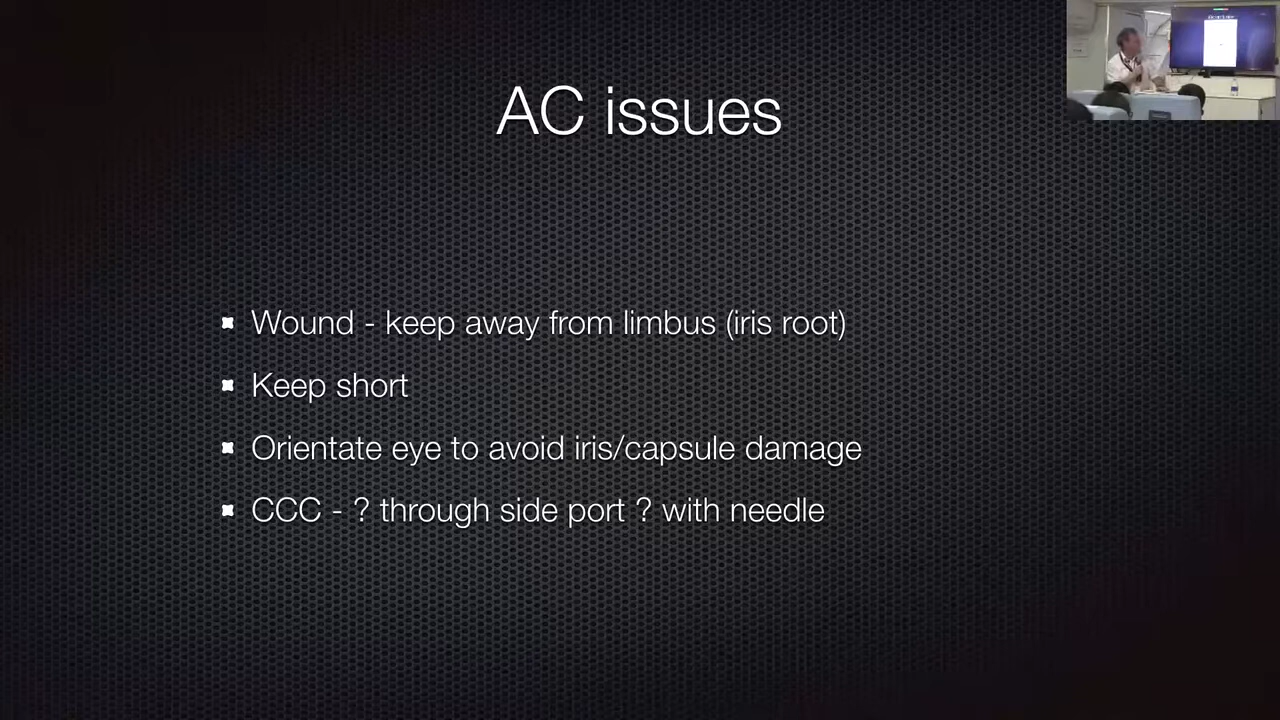 AC issues
Wound - keep away from limbus (iris root)
Keep short
Orientate eye to avoid iris/capsule damage
CCC - ? through side port ? with needle